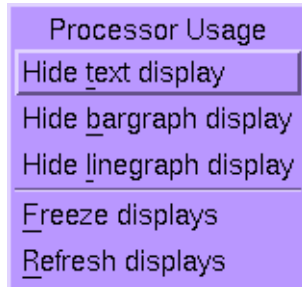 Processor Usage
Hide text display
Hide bargraph display
Hide linegraph display
Freeze displays
Refresh displays